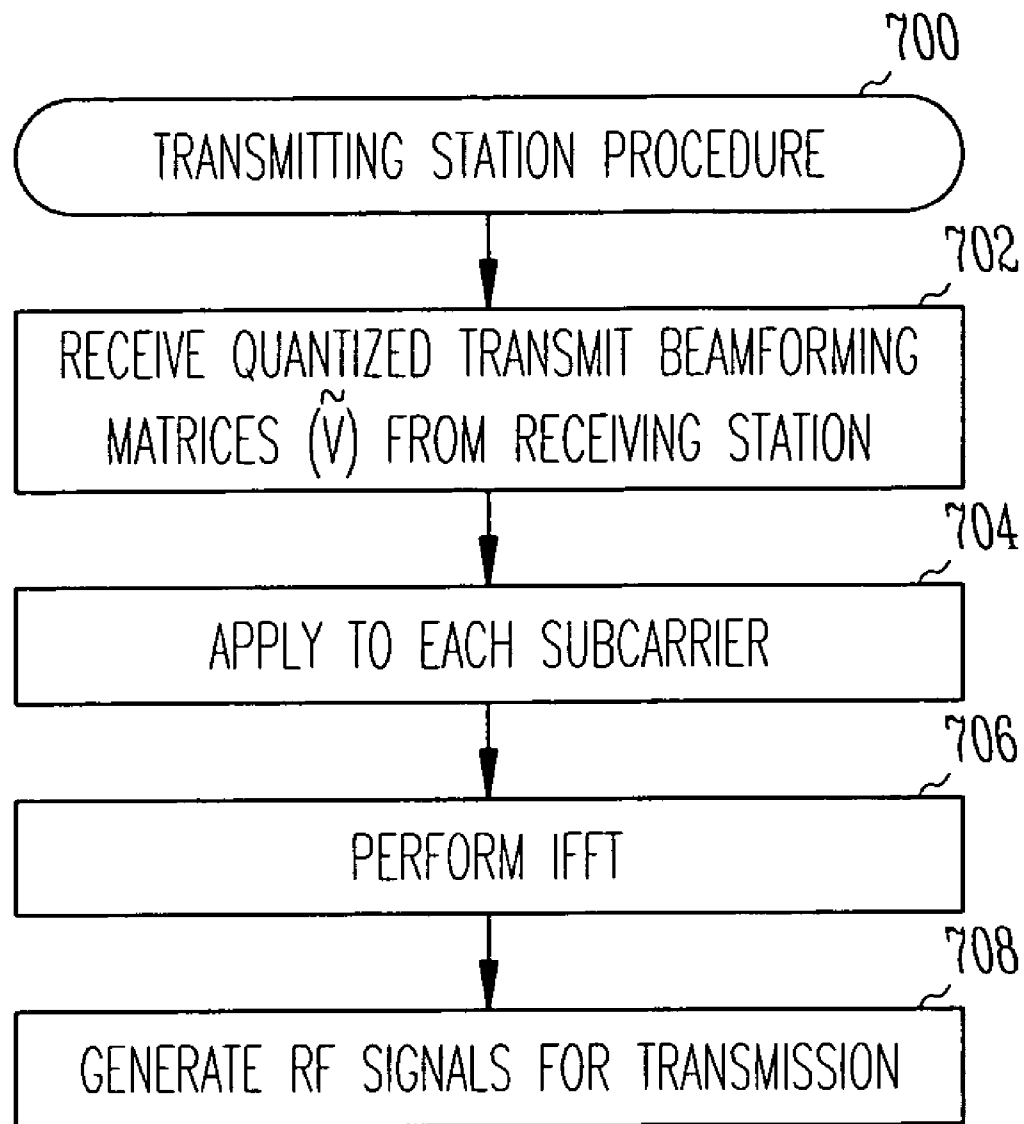 700
TRANSMITTING STATION PROCEDURE
702
RECEIVE QUANTIZED TRANSMIT BEAMFORMING
MATRICES (Ṽ) FROM RECEIVING STATION
704
APPLY TO EACH SUBCARRIER
706
PERFORM IFFT
708
GENERATE RF SIGNALS FOR TRANSMISSION